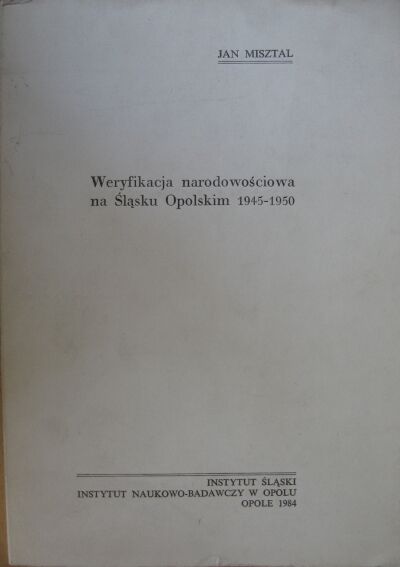 JAN MISZTAL
Weryfikacja narodowościowa
na Śląsku Opolskim 1945-1950
INSTYTUT ŚLĄSKI
INSTYTUT NAUKOWO-BADAWCZY W OPOLU
OPOLE 1984